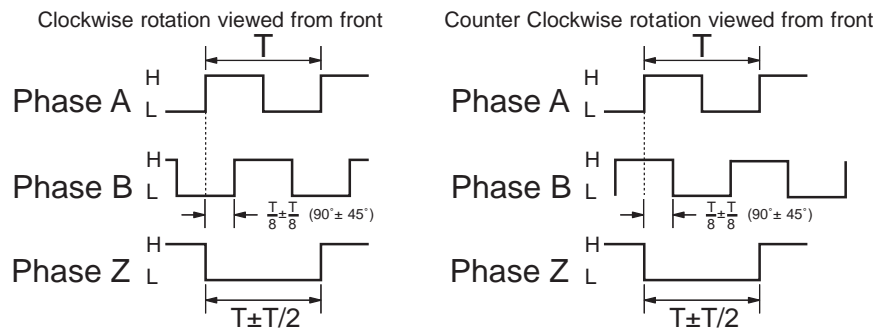 Clockwise rotation viewed from front
T
H
Phase A L
H
Phase B L
T/8±T/8 (90°± 45°)
H
Phase Z L
T±T/2
Counter Clockwise rotation viewed from front
T
H
Phase A L
H
Phase B L
T/8±T/8 (90°± 45°)
H
Phase Z L
T±T/2